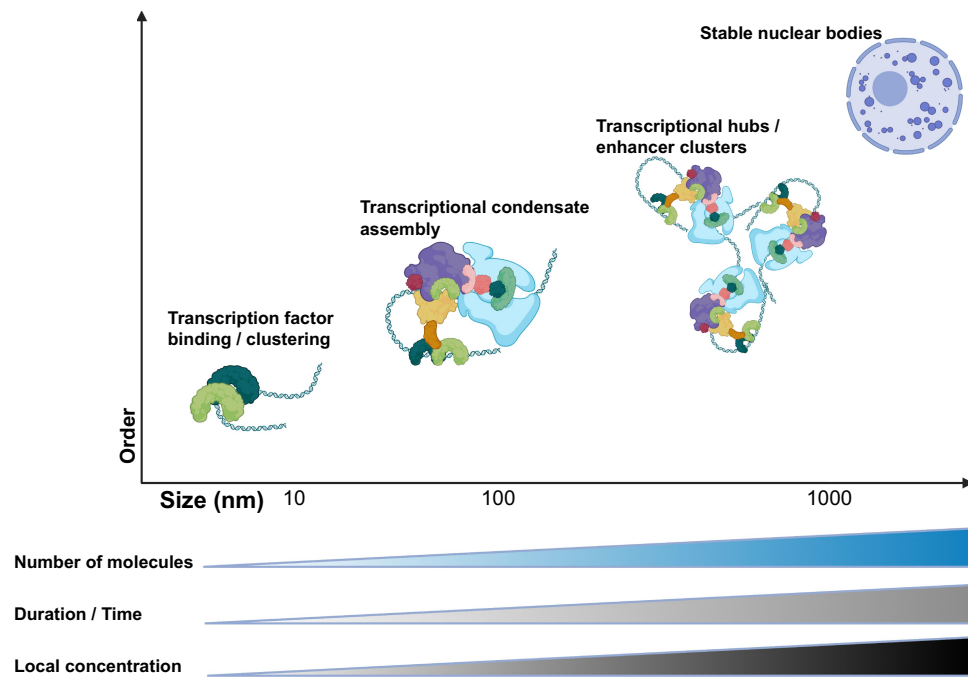 Stable nuclear bodies
Transcriptional hubs /
enhancer clusters
Transcriptional condensate
assembly
Transcription factor
binding / clustering
Order
Size (nm)
10
100
1000
Number of molecules
Duration / Time
Local concentration